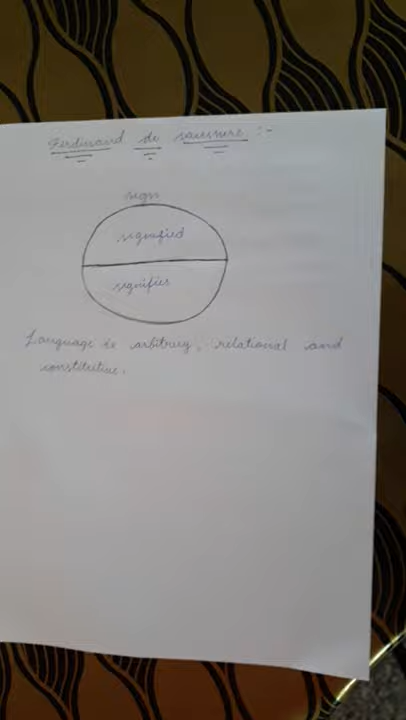 Ferdinand de saussure :-
sign
signified
signifier
Language is arbitrary, relational and
constitutive.